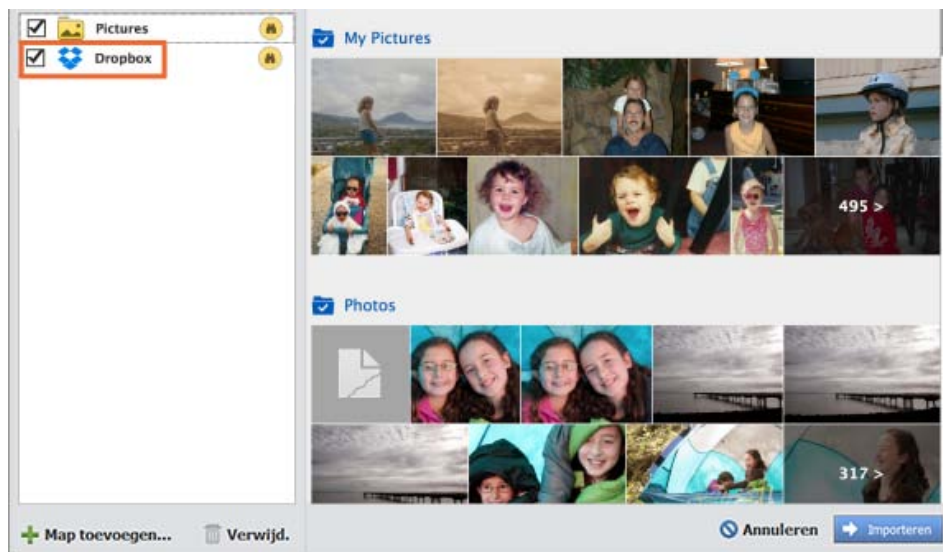 Pictures
Dropbox
Map toevoegen...
Verwijd.
My Pictures
495 >
Photos
317 >
Annuleren
Importeren